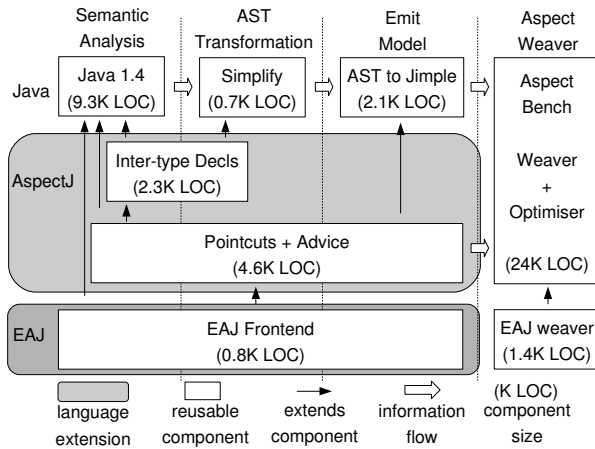 Semantic AST Emit Aspect
Analysis Transformation Model Weaver
Java
Java 1.4
(9.3K LOC)
Simplify
(0.7K LOC)
AST to Jimple
(2.1K LOC)
Aspect
Bench
Weaver
+
Optimiser
(24K LOC)
AspectJ
Inter-type Decls
(2.3K LOC)
Pointcuts + Advice
(4.6K LOC)
EAJ
EAJ Frontend
(0.8K LOC)
EAJ weaver
(1.4K LOC)
language
extension
reusable
component
extends
component
information
flow
(K LOC)
component
size